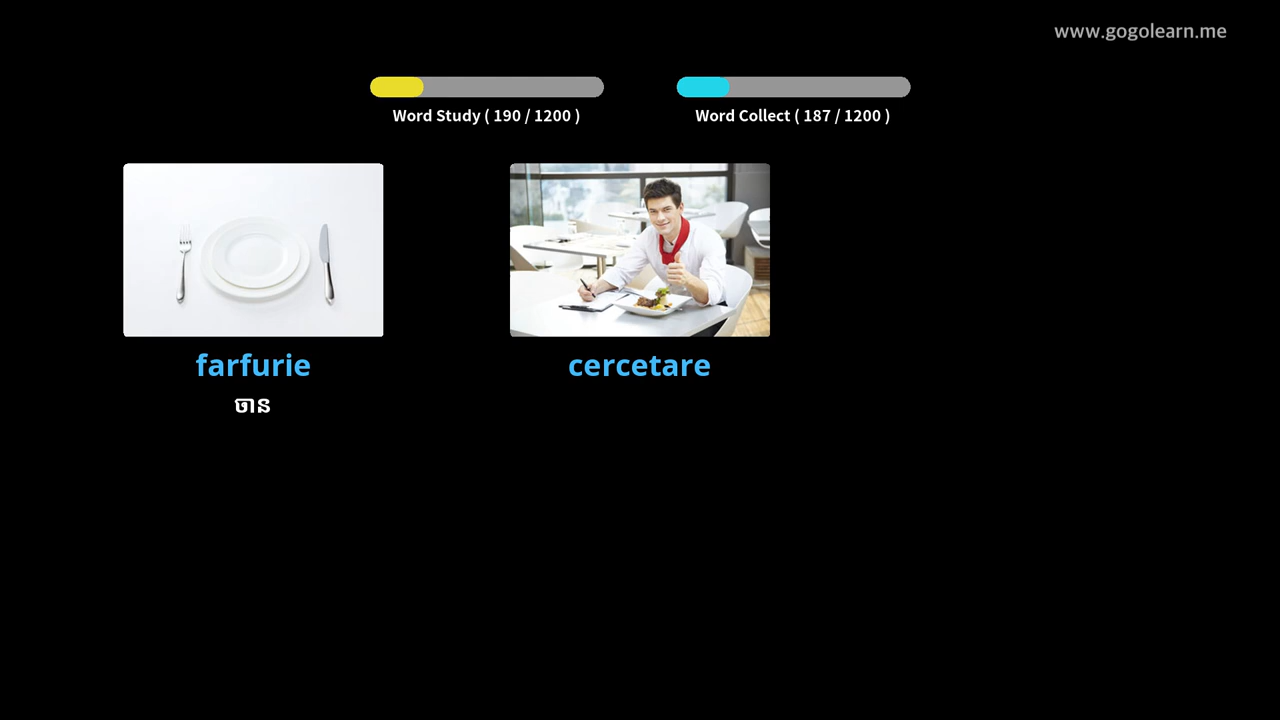 www.gogolearn.me
Word Study ( 190 / 1200 )
Word Collect ( 187 / 1200 )
farfurie
cercetare
ចាន